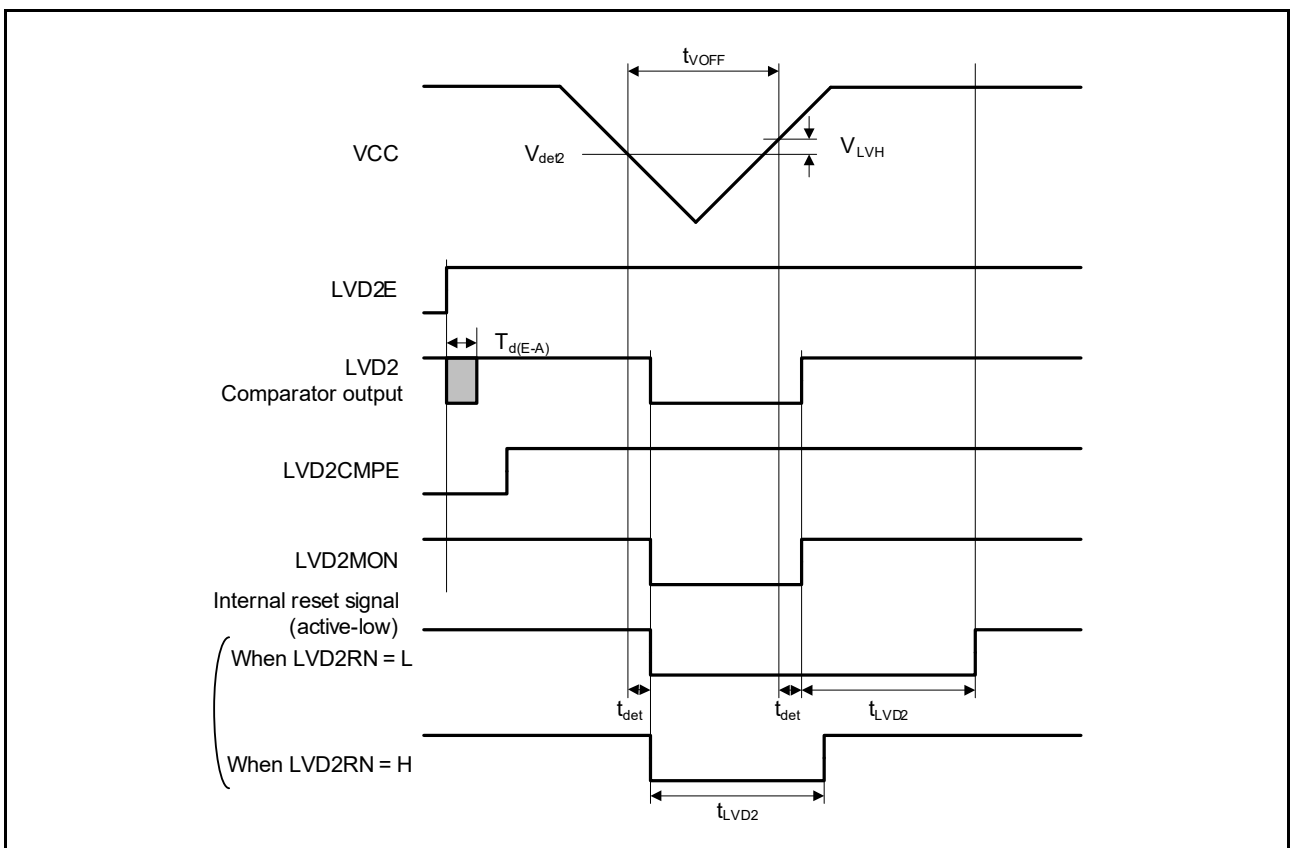 tVOFF
VCC
Vdet2
VLVH
LVD2E
Td(E-A)
LVD2
Comparator output
LVD2CMPE
LVD2MON
Internal reset signal
(active-low)
When LVD2RN = L
tdet
tdet
tLVD2
When LVD2RN = H
tLVD2